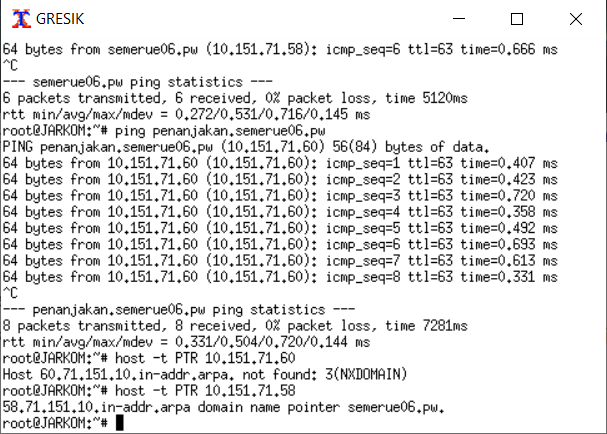 GRESIK
64 bytes from semerue06.pw (10.151.71.58): icmp_seq=6 ttl=63 time=0.666 ms
^C
--- semerue06.pw ping statistics ---
6 packets transmitted, 6 received, 0% packet loss, time 5120ms
rtt min/avg/max/mdev = 0.272/0.531/0.716/0.145 ms
root@JARKOM:~# ping penanjakan.semerue06.pw
PING penanjakan.semerue06.pw (10.151.71.60) 56(84) bytes of data.
64 bytes from 10.151.71.60 (10.151.71.60): icmp_seq=1 ttl=63 time=0.407 ms
64 bytes from 10.151.71.60 (10.151.71.60): icmp_seq=2 ttl=63 time=0.423 ms
64 bytes from 10.151.71.60 (10.151.71.60): icmp_seq=3 ttl=63 time=0.720 ms
64 bytes from 10.151.71.60 (10.151.71.60): icmp_seq=4 ttl=63 time=0.358 ms
64 bytes from 10.151.71.60 (10.151.71.60): icmp_seq=5 ttl=63 time=0.492 ms
64 bytes from 10.151.71.60 (10.151.71.60): icmp_seq=6 ttl=63 time=0.693 ms
64 bytes from 10.151.71.60 (10.151.71.60): icmp_seq=7 ttl=63 time=0.613 ms
64 bytes from 10.151.71.60 (10.151.71.60): icmp_seq=8 ttl=63 time=0.331 ms
^C
--- penanjakan.semerue06.pw ping statistics ---
8 packets transmitted, 8 received, 0% packet loss, time 7281ms
rtt min/avg/max/mdev = 0.331/0.504/0.720/0.144 ms
root@JARKOM:~# host -t PTR 10.151.71.60
Host 60.71.151.10.in-addr.arpa. not found: 3(NXDOMAIN)
root@JARKOM:~# host -t PTR 10.151.71.58
58.71.151.10.in-addr.arpa domain name pointer semerue06.pw.
root@JARKOM:~#